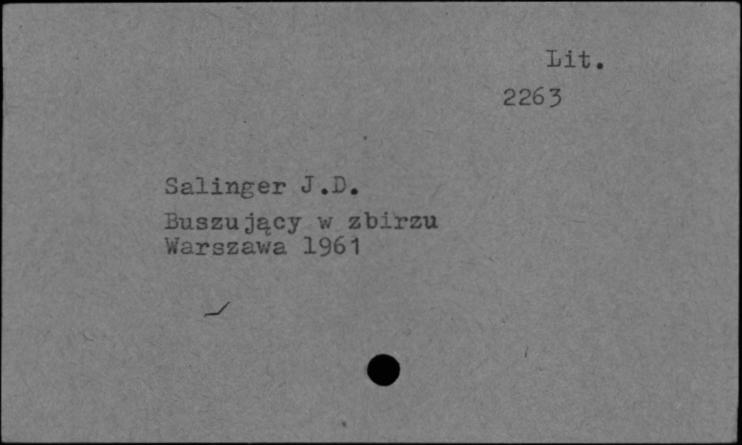 Lit.
2263
Salinger J.D.
Buszujący w zbirzu
Warszawa 1961